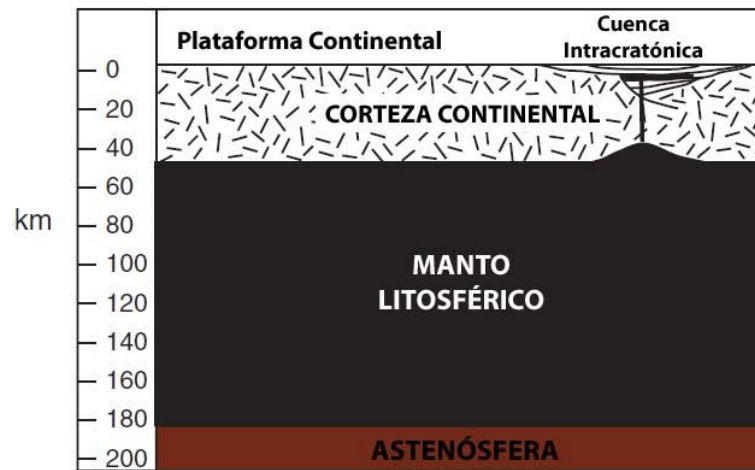 Plataforma Continental
Cuenca
Intracratónica
0
20
CORTEZA CONTINENTAL
40
60
80
km
100
MANTO
LITOSFÉRICO
120
140
160
180
ASTENÓSFERA
200